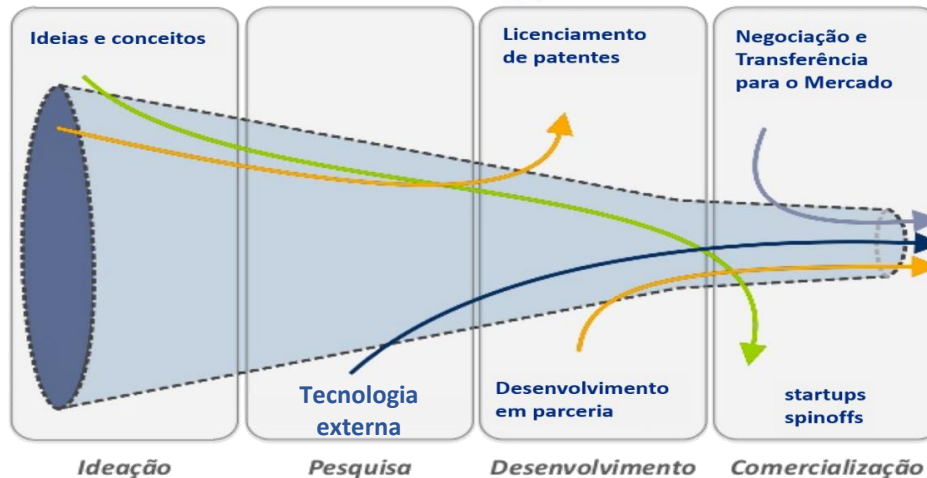 Ideias e conceitos
Licenciamento
de patentes
Negociação e
Transferência
para o Mercado
Tecnologia
externa
Desenvolvimento
em parceria
startups
spinoffs
Ideação
Pesquisa
Desenvolvimento
Comercialização